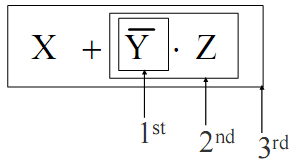 X + Y̅ · Z
1st
2nd
3rd